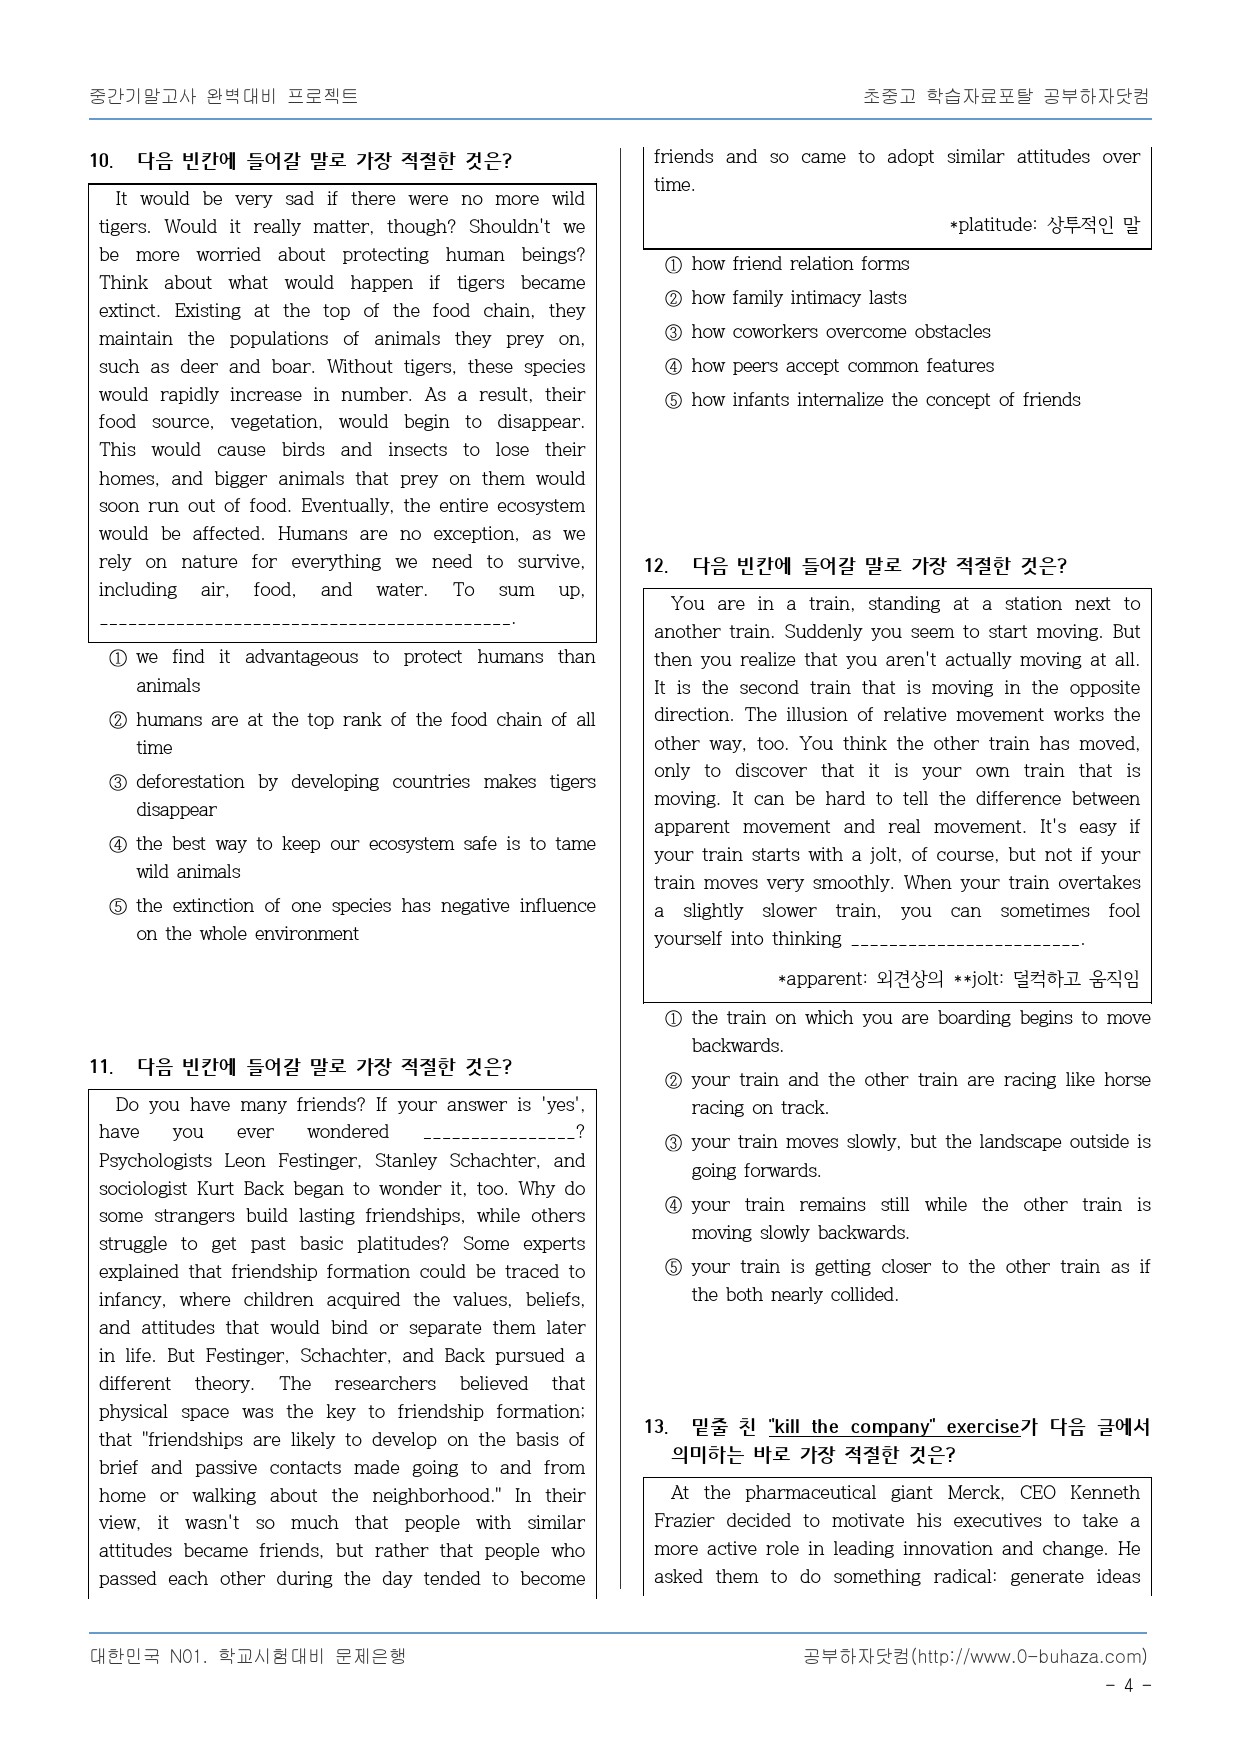 중간기말고사 완벽대비 프로젝트
초중고 학습자료포탈 공부하자닷컴
10. 다음 빈칸에 들어갈 말로 가장 적절한 것은?
It would be very sad if there were no more wild
tigers. Would it really matter, though? Shouldn't we
be more worried about protecting human beings?
Think about what would happen if tigers became
extinct. Existing at the top of the food chain, they
maintain the populations of animals they prey on,
such as deer and boar. Without tigers, these species
would rapidly increase in number. As a result, their
food source, vegetation, would begin to disappear.
This would cause birds and insects to lose their
homes, and bigger animals that prey on them would
soon run out of food. Eventually, the entire ecosystem
would be affected. Humans are no exception, as we
rely on nature for everything we need to survive,
including air, food, and water. To sum up,
___________________________________________.
① we find it advantageous to protect humans than
animals
② humans are at the top rank of the food chain of all
time
③ deforestation by developing countries makes tigers
disappear
④ the best way to keep our ecosystem safe is to tame
wild animals
⑤ the extinction of one species has negative influence
on the whole environment
11. 다음 빈칸에 들어갈 말로 가장 적절한 것은?
Do you have many friends? If your answer is 'yes',
have you ever wondered ________________?
Psychologists Leon Festinger, Stanley Schachter, and
sociologist Kurt Back began to wonder it, too. Why do
some strangers build lasting friendships, while others
struggle to get past basic platitudes? Some experts
explained that friendship formation could be traced to
infancy, where children acquired the values, beliefs,
and attitudes that would bind or separate them later
in life. But Festinger, Schachter, and Back pursued a
different theory. The researchers believed that
physical space was the key to friendship formation;
that "friendships are likely to develop on the basis of
brief and passive contacts made going to and from
home or walking about the neighborhood." In their
view, it wasn't so much that people with similar
attitudes became friends, but rather that people who
passed each other during the day tended to become
friends and so came to adopt similar attitudes over
time.
*platitude: 상투적인 말
① how friend relation forms
② how family intimacy lasts
③ how coworkers overcome obstacles
④ how peers accept common features
⑤ how infants internalize the concept of friends
12. 다음 빈칸에 들어갈 말로 가장 적절한 것은?
You are in a train, standing at a station next to
another train. Suddenly you seem to start moving. But
then you realize that you aren't actually moving at all.
It is the second train that is moving in the opposite
direction. The illusion of relative movement works the
other way, too. You think the other train has moved,
only to discover that it is your own train that is
moving. It can be hard to tell the difference between
apparent movement and real movement. It's easy if
your train starts with a jolt, of course, but not if your
train moves very smoothly. When your train overtakes
a slightly slower train, you can sometimes fool
yourself into thinking ________________________.
*apparent: 외견상의 **jolt: 덜컥하고 움직임
① the train on which you are boarding begins to move
backwards.
② your train and the other train are racing like horse
racing on track.
③ your train moves slowly, but the landscape outside is
going forwards.
④ your train remains still while the other train is
moving slowly backwards.
⑤ your train is getting closer to the other train as if
the both nearly collided.
13. 밑줄 친 "kill the company" exercise가 다음 글에서
의미하는 바로 가장 적절한 것은?
At the pharmaceutical giant Merck, CEO Kenneth
Frazier decided to motivate his executives to take a
more active role in leading innovation and change. He
asked them to do something radical: generate ideas
대한민국 N01. 학교시험대비 문제은행
공부하자닷컴(http://www.0-buhaza.com)
- 4 -